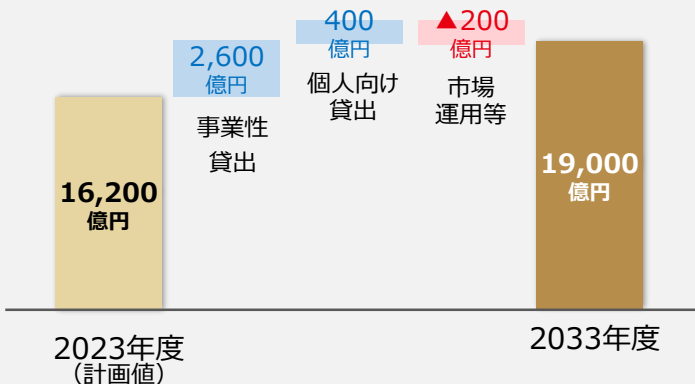 16,200
億円
2023年度
（計画値）
2,600
億円
事業性
貸出
400
億円
個人向け
貸出
▲200
億円
市場
運用等
19,000
億円
2033年度